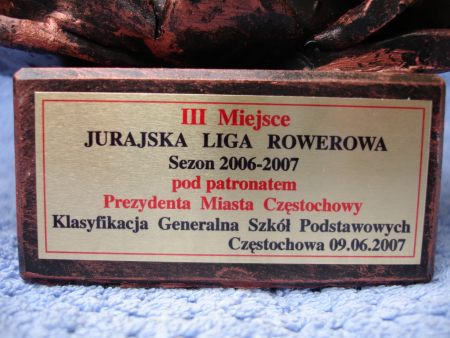 III Miejsce
JURAJSKA LIGA ROWEROWA
Sezon 2006-2007
pod patronatem
Prezydenta Miasta Częstochowy
Klasyfikacja Generalna Szkół Podstawowych
Częstochowa 09.06.2007